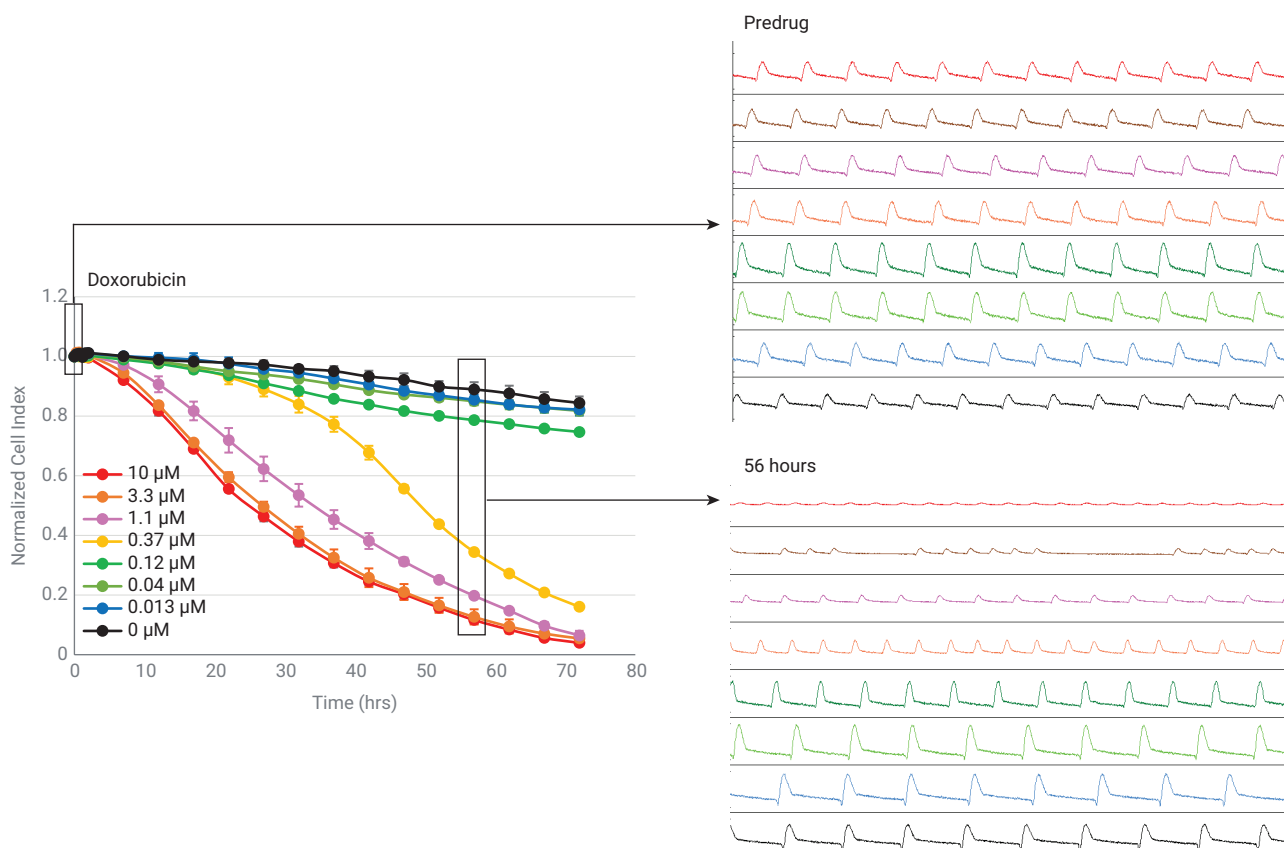 Predrug
Doxorubicin
1.2
1.0
0.8
0.6
0.4
0.2
0
Normalized Cell Index
10 µM
3.3 µM
1.1 µM
0.37 µM
0.12 µM
0.04 µM
0.013 µM
0 µM
0 10 20 30 40 50 60 70 80
Time (hrs)
56 hours